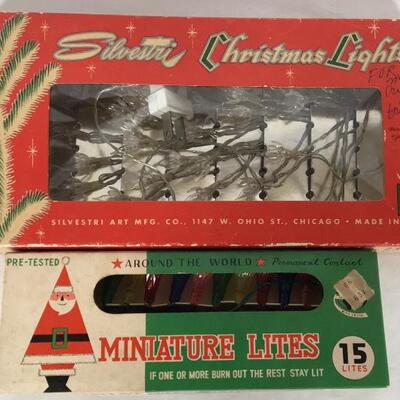 Silvestri Christmas Lights
FOR
SILVESTRI ART MFG. CO., 1147 W. OHIO ST., CHICAGO • MADE IN
PRE-TESTED
★ AROUND THE WORLD ★ Permanent Contact
MINIATURE LITES
15
LITES
IF ONE OR MORE BURN OUT THE REST STAY LIT